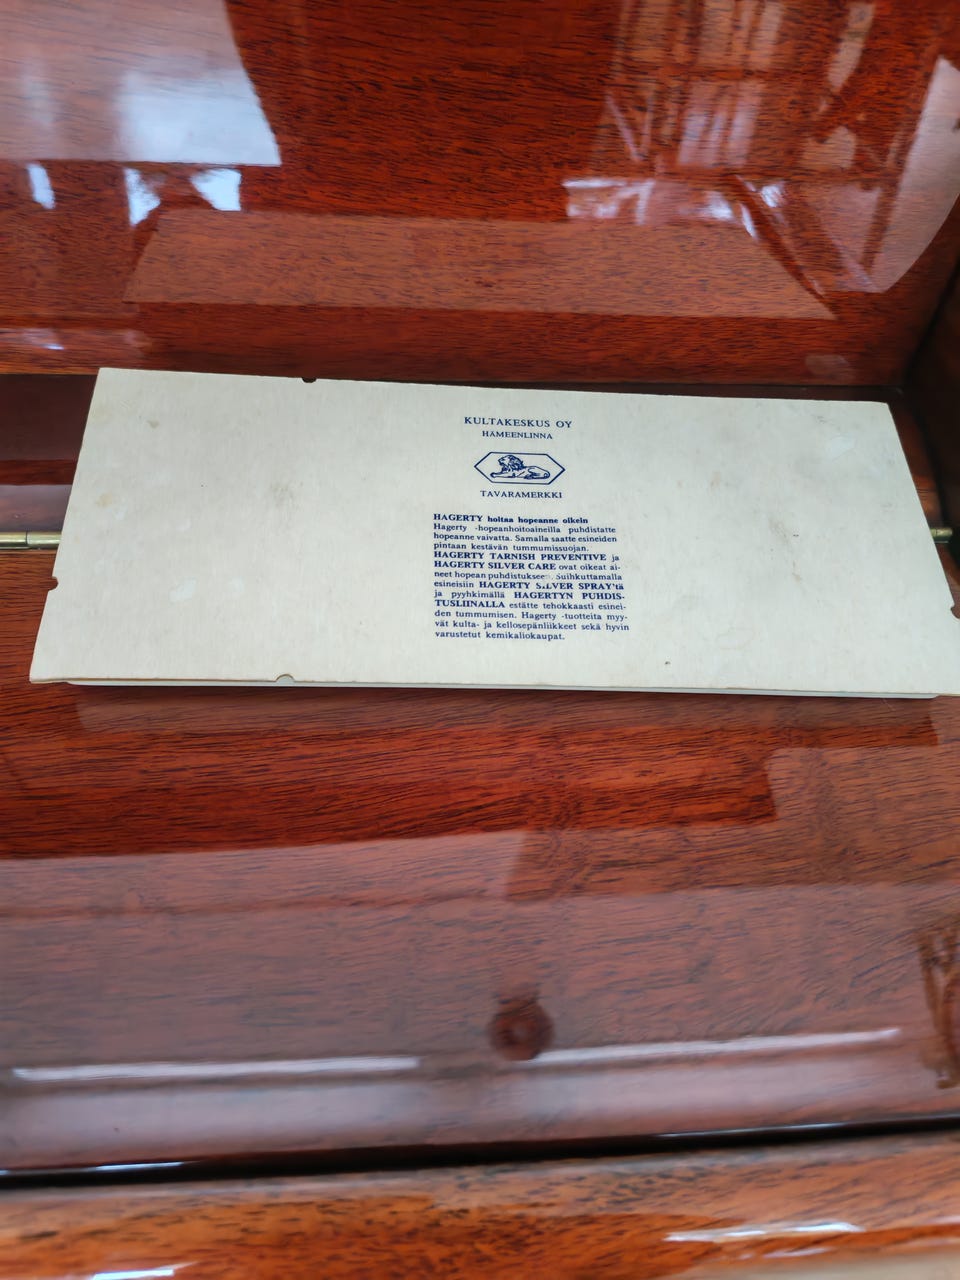 KULTAKESKUS OY
HÄMEENLINNA
TAVARAMERKKI
HAGERTY hoitaa hopeanne oikein
Hagerty -hopeanhoitoaineilla puhdistatte
hopeanne vaivatta. Samalla saatte esineiden
pintaan kestävän tummumissuojan.
HAGERTY TARNISH PREVENTIVE ja
HAGERTY SILVER CARE ovat oikeat ai-
neet hopean puhdistukseen. Suihkuttamalla
esineisiin HAGERTY SILVER SPRAY'tä
ja pyyhkimällä HAGERTYN PUHDIS-
TUSLIINALLA estätte tehokkaasti esinei-
den tummumisen. Hagerty -tuotteita myy-
vät kulta- ja kellosepänliikkeet sekä hyvin
varustetut kemikaliokaupat.